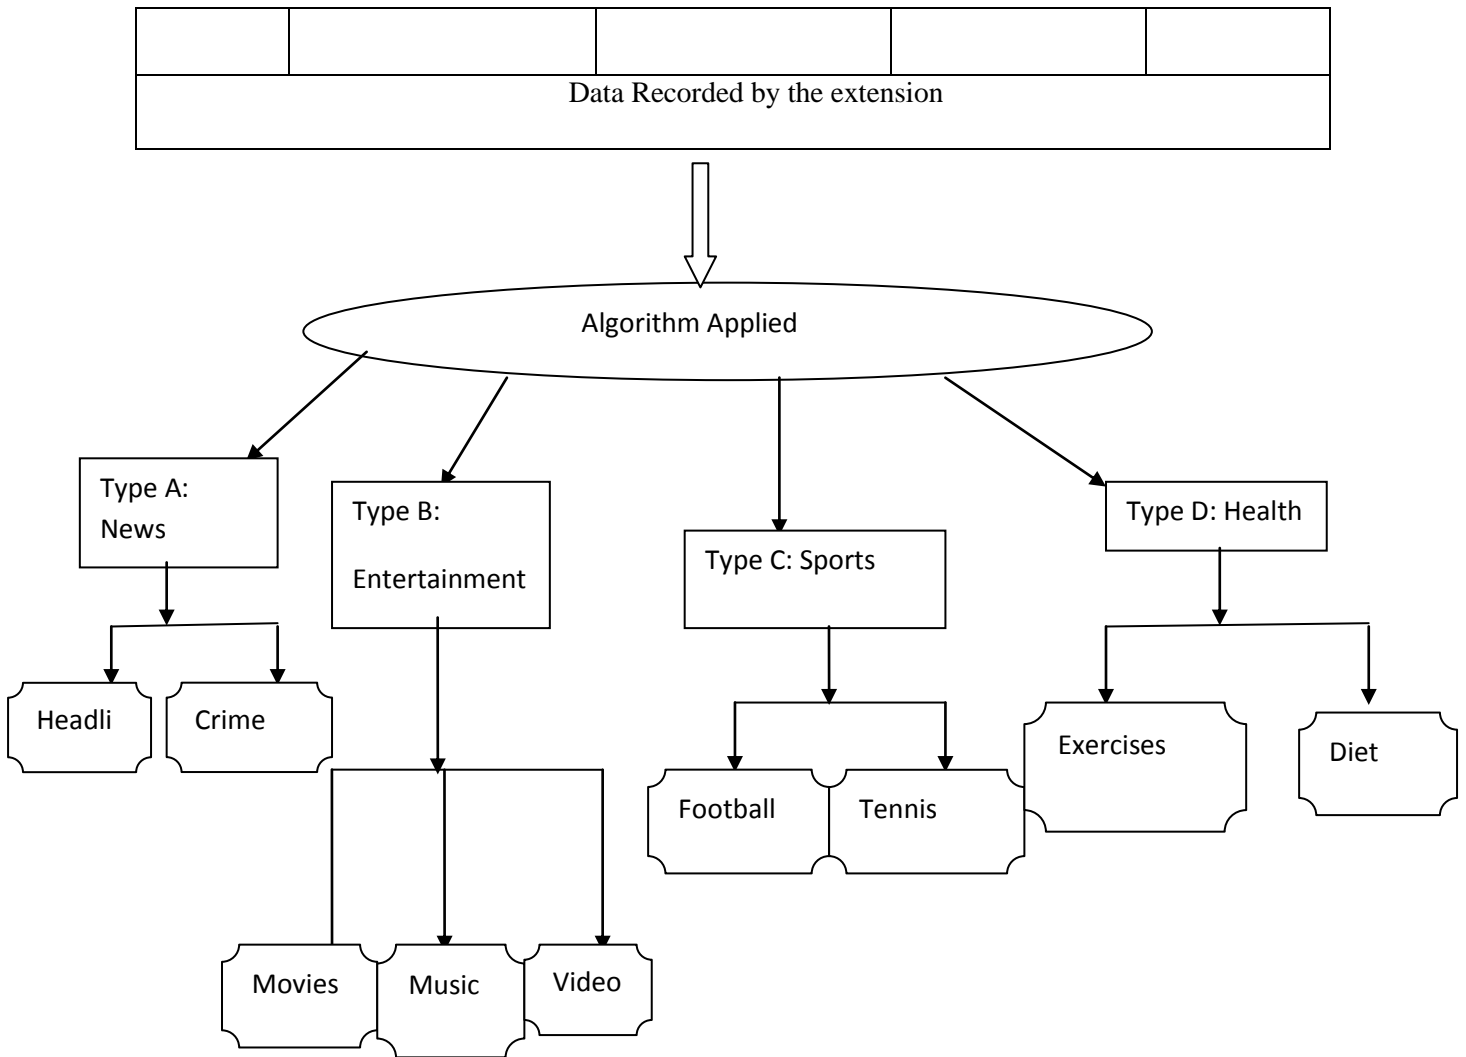 Data Recorded by the extension
Algorithm Applied
Type A:
News
Type B:
Entertainment
Type C: Sports
Type D: Health
Headli
Crime
Exercises
Diet
Football
Tennis
Movies
Music
Video